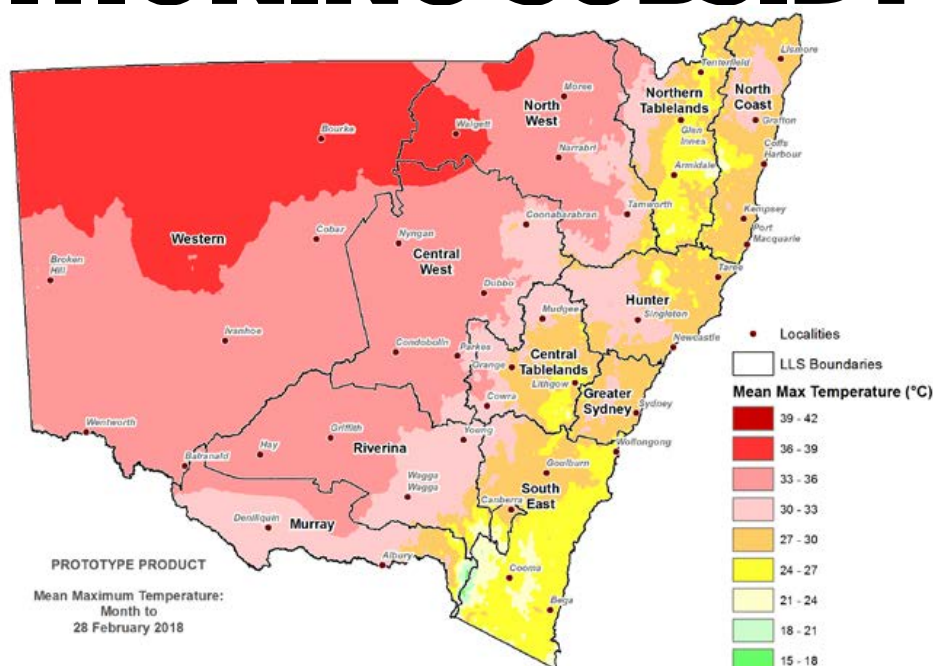 Lismore
Tenterfield
North
Coast
Moree
Northern
Tablelands
North
West
Grafton
Bourke
Walgett
Glen
Innes
Coffs
Harbour
Narrabri
Armidale
Coonabarabran
Tamworth
Kempsey
Port
Macquarie
Western
Cobar
Nyngan
Central
West
Broken
Hill
Taree
Dubbo
Hunter
Mudgee
Singleton
Ivanhoe
Newcastle
Condobolin
Parkes
Central
Tablelands
Orange
Lithgow
Greater
Sydney
Cowra
Sydney
Wentworth
Griffith
Young
Wollongong
Hay
Riverina
Balranald
Goulburn
Wagga
Wagga
South
East
Canberra
Deniliquin
Murray
Albury
Cooma
Bega
Localities
LLS Boundaries
Mean Max Temperature (°C)
39 - 42
36 - 39
33 - 36
30 - 33
27 - 30
24 - 27
21 - 24
18 - 21
15 - 18
PROTOTYPE PRODUCT
Mean Maximum Temperature:
Month to
28 February 2018